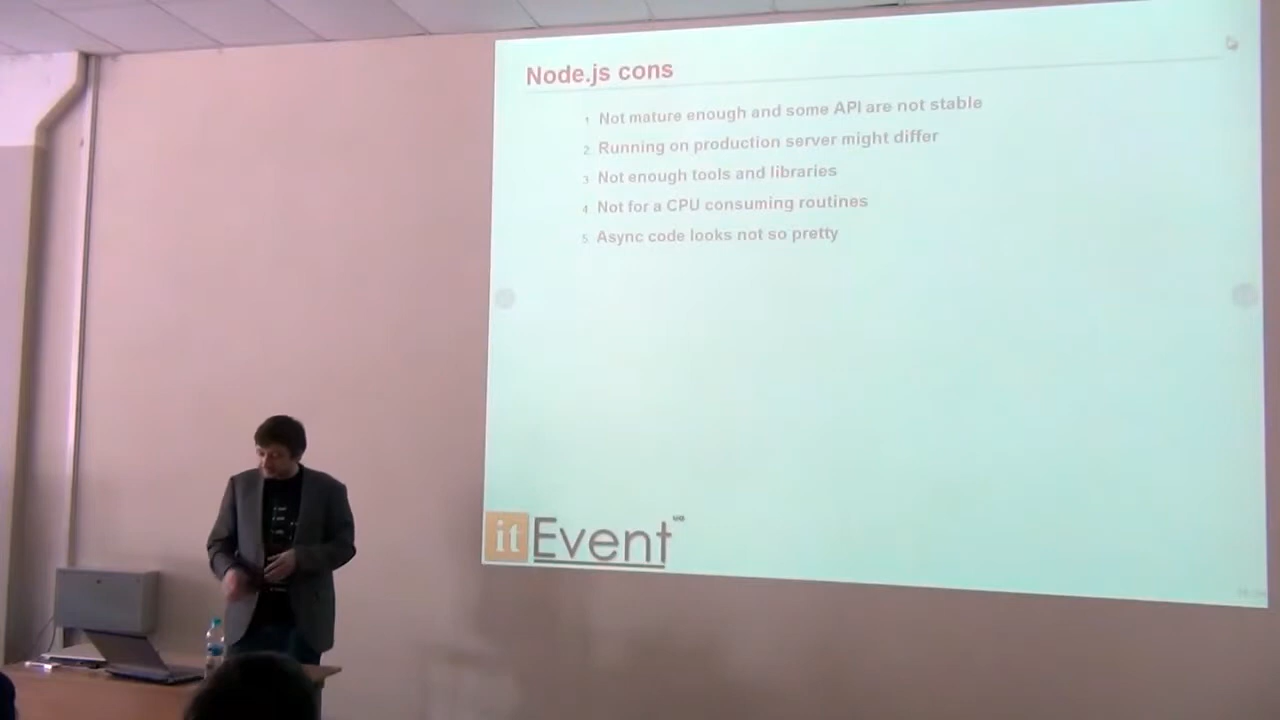 Node.js cons
1. Not mature enough and some API are not stable
2. Running on production server might differ
3. Not enough tools and libraries
4. Not for a CPU consuming routines
5. Async code looks not so pretty
itEvent